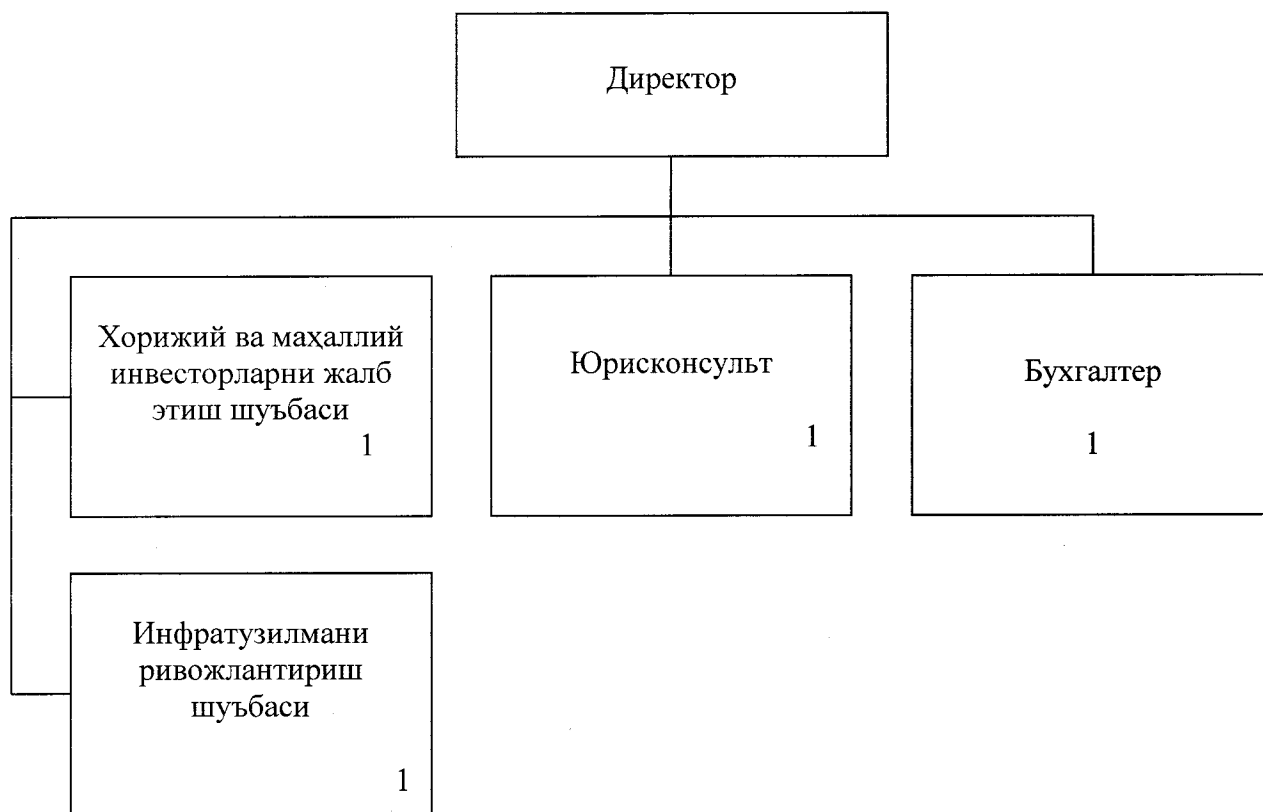 Директор
Хорижий ва маҳаллий
инвесторларни жалб
этиш шуъбаси
1
Юрисконсульт
1
Бухгалтер
1
Инфратузилмани
ривожлантириш
шуъбаси
1